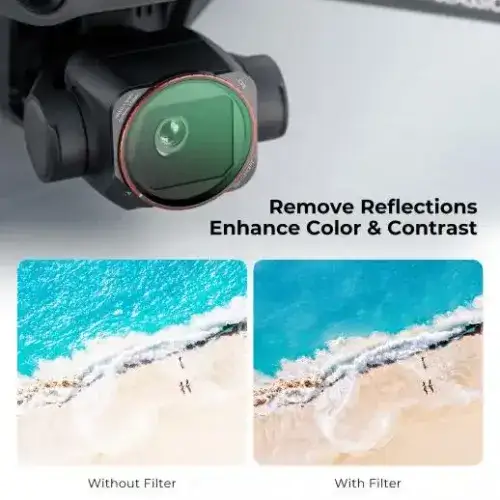 Remove Reflections
Enhance Color & Contrast
Without Filter
With Filter